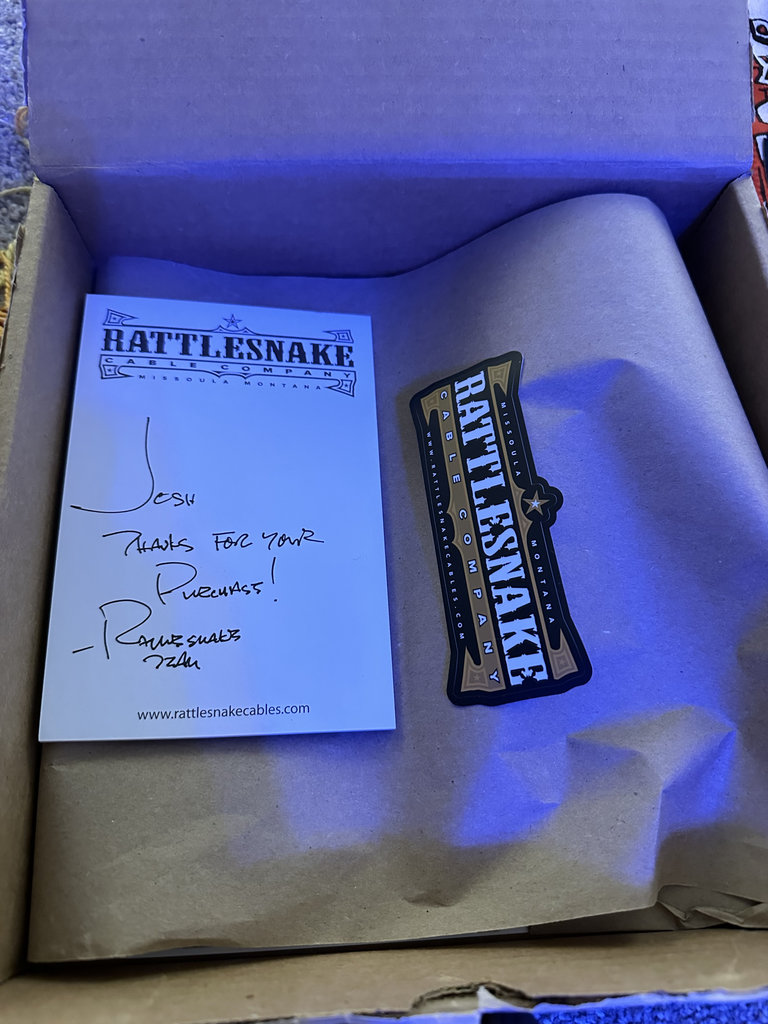 RATTLESNAKE
CABLE COMPANY
MISSOULA MONTANA
JOSH
THANKS FOR YOUR
PURCHASE!
- RATTLESNAKE
TEAM
www.rattlesnakecables.com
MISSOULA MONTANA
RATTLESNAKE
CABLE COMPANY
WWW.RATTLESNAKECABLES.COM